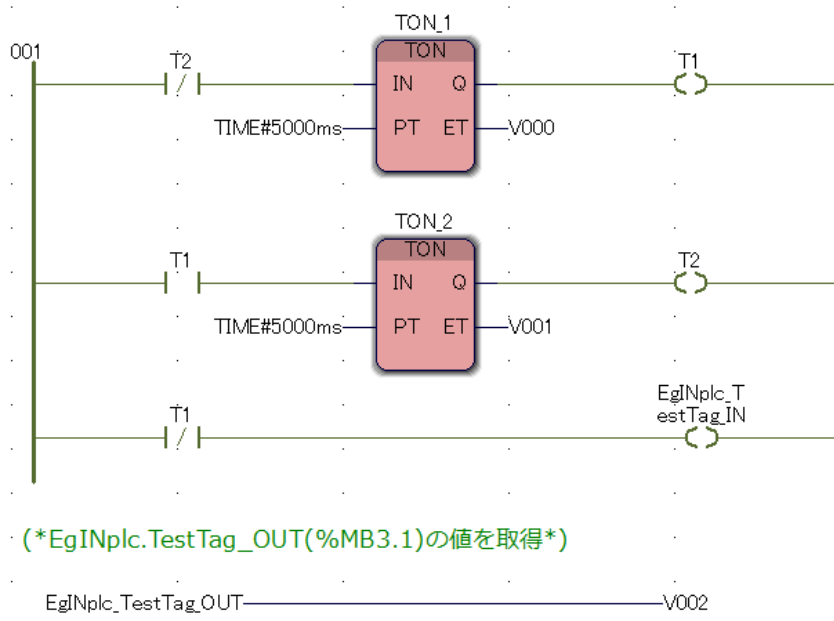 TON_1
001
T2
TON
T1
IN Q
TIME#5000ms
PT ET
V000
TON_2
T1
TON
T2
IN Q
TIME#5000ms
PT ET
V001
EgINplc_T
estTag_IN
T1
(*EgINplc.TestTag_OUT(%MB3.1)の値を取得*)
EgINplc_TestTag_OUT
V002